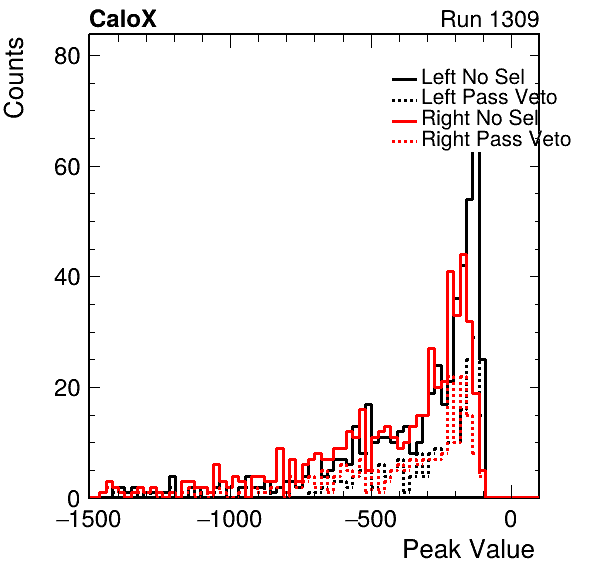 CaloX Run 1309
Counts
80
60
40
20
0
Left No Sel
Left Pass Veto
Right No Sel
Right Pass Veto
−1500 −1000 −500 0
Peak Value